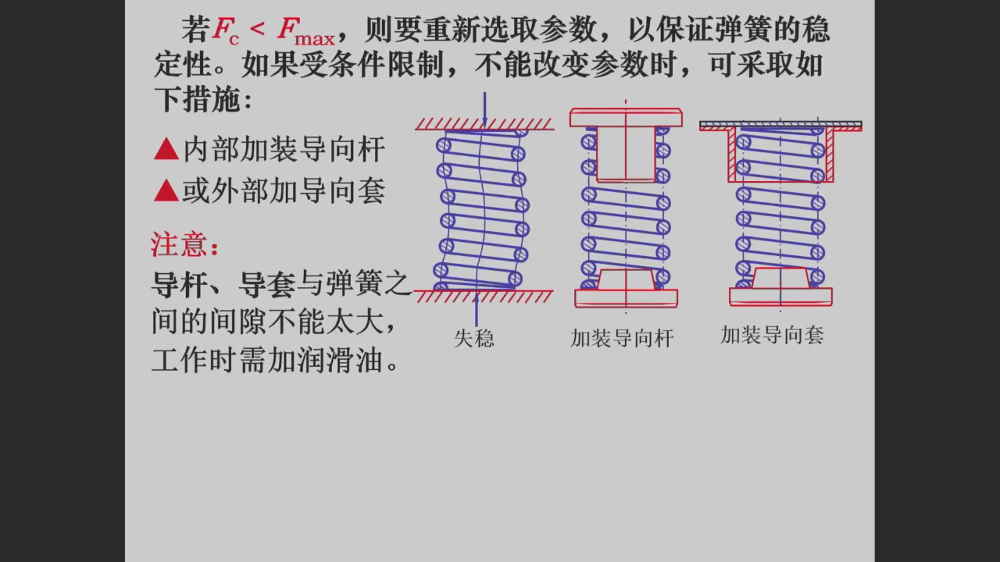 若Fc < Fmax，则要重新选取参数，以保证弹簧的稳
定性。如果受条件限制，不能改变参数时，可采取如
下措施：
▲内部加装导向杆
▲或外部加导向套
注意：
导杆、导套与弹簧之
间的间隙不能太大，
工作时需加润滑油。
失稳
加装导向杆
加装导向套